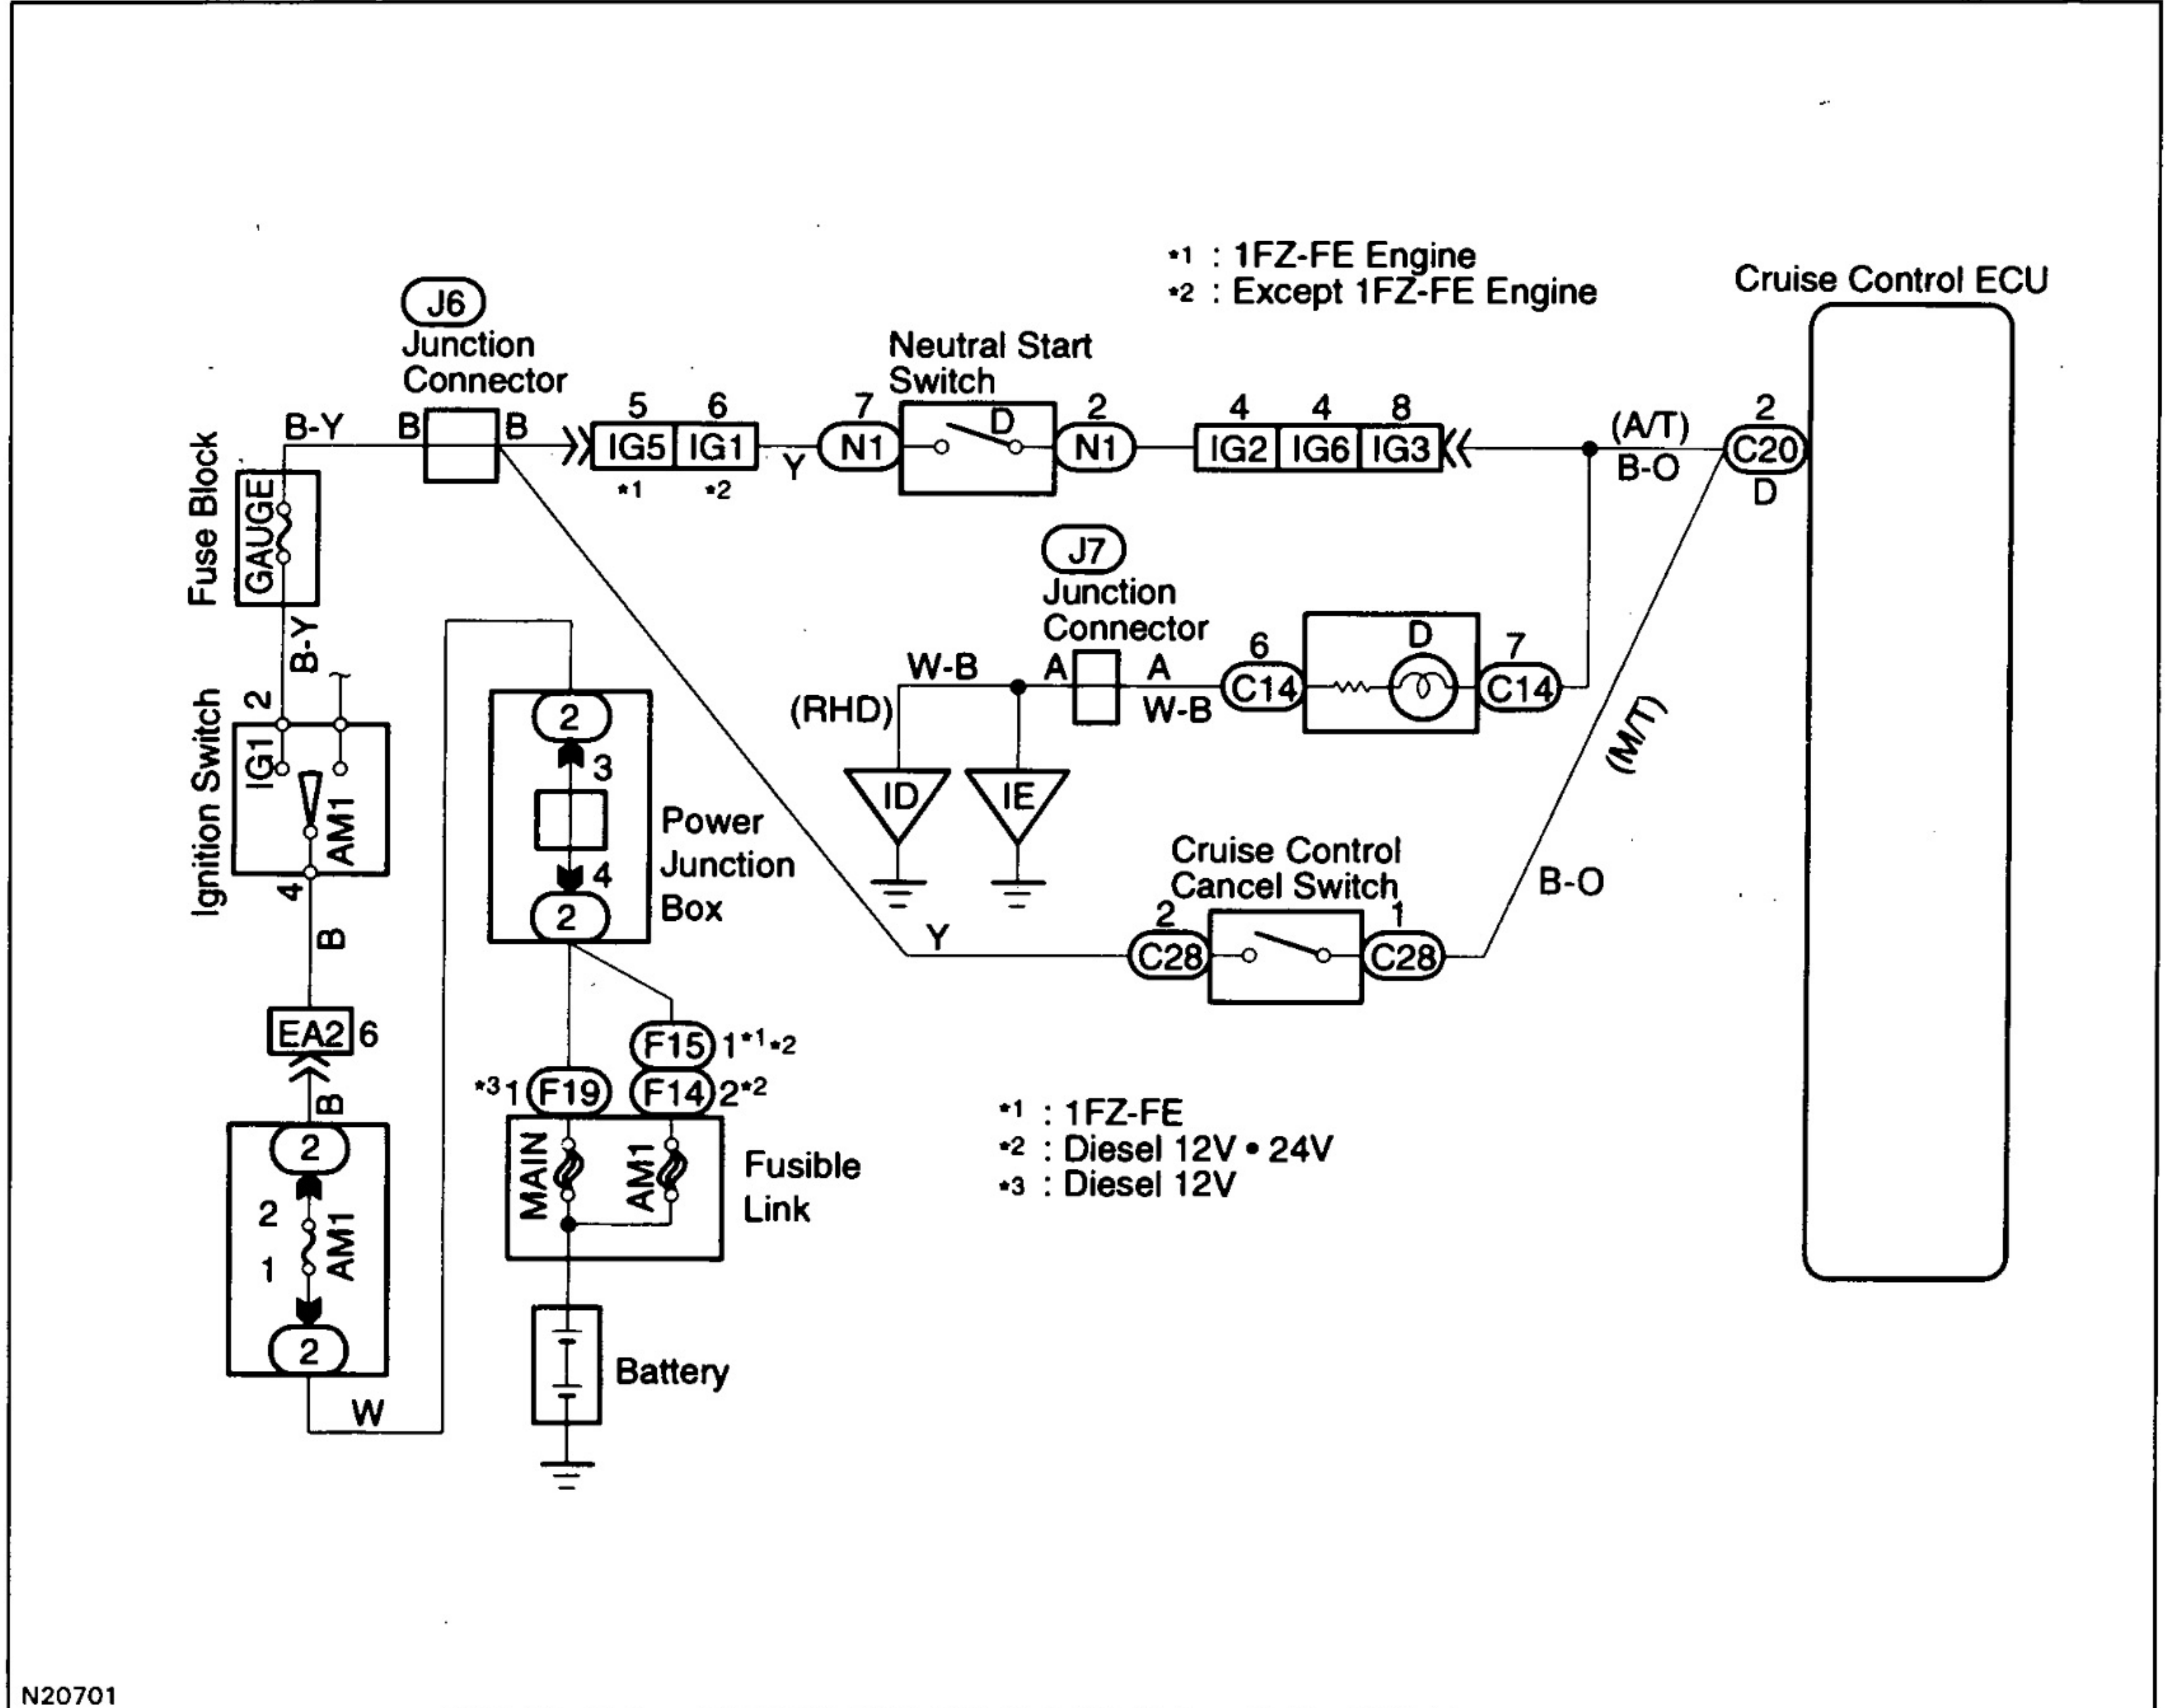 *1 : 1FZ-FE Engine
*2 : Except 1FZ-FE Engine
Cruise Control ECU
J6
Junction
Connector
Neutral Start
Switch
5 6 7 D 2 4 4 8 (A/T) 2
B-Y B B IG5 IG1 Y N1 N1 IG2 IG6 IG3 B-O C20
*1 *2 D
Fuse Block
GAUGE
J7
Junction
Connector
B-Y
6 D 7
W-B A A C14 C14
(RHD) W-B
(M/T)
Ignition Switch
2
IG1
AM1
4
2
3
4
2
Power
Junction
Box
ID IE
Cruise Control
Cancel Switch
2 1
Y C28 C28
B-O
B
EA2 6
B
F15 1*1*2
*3 1 F19 F14 2*2
MAIN AM1
Fusible
Link
*1 : 1FZ-FE
*2 : Diesel 12V • 24V
*3 : Diesel 12V
2
2
1
AM1
2
W
Battery
N20701